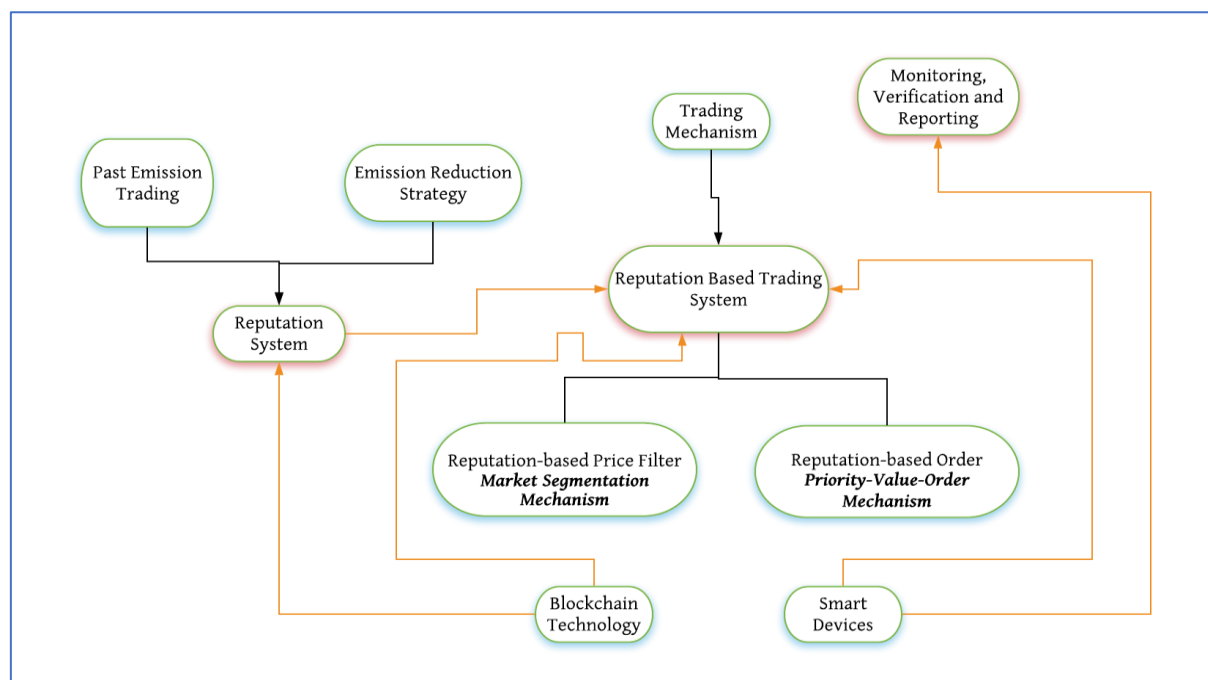 Monitoring,
Verification and
Reporting
Trading
Mechanism
Past Emission
Trading
Emission Reduction
Strategy
Reputation Based Trading
System
Reputation
System
Reputation-based Price Filter
Market Segmentation
Mechanism
Reputation-based Order
Priority-Value-Order
Mechanism
Blockchain
Technology
Smart
Devices